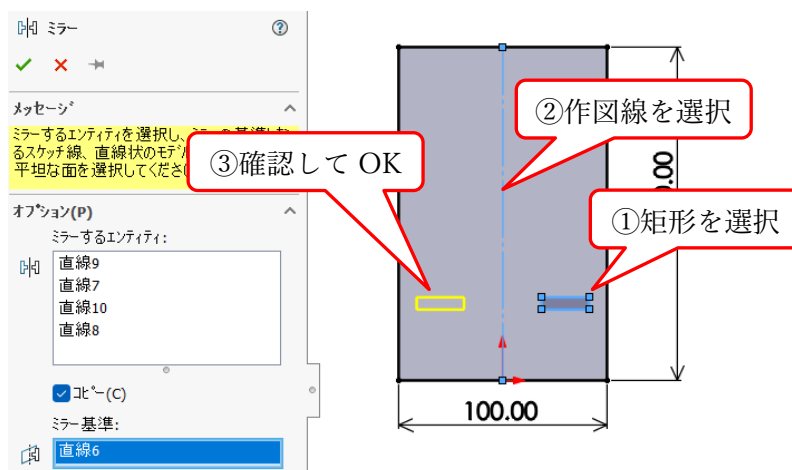 ミラー
メッセージ
ミラーするエンティティを選択し、
るスケッチ線、直線状のモデ
平坦な面を選択してくださ
オプション(P)
ミラーするエンティティ:
直線9
直線7
直線10
直線8
コピー(C)
ミラー基準:
直線6
③確認して OK
②作図線を選択
①矩形を選択
0.00
100.00